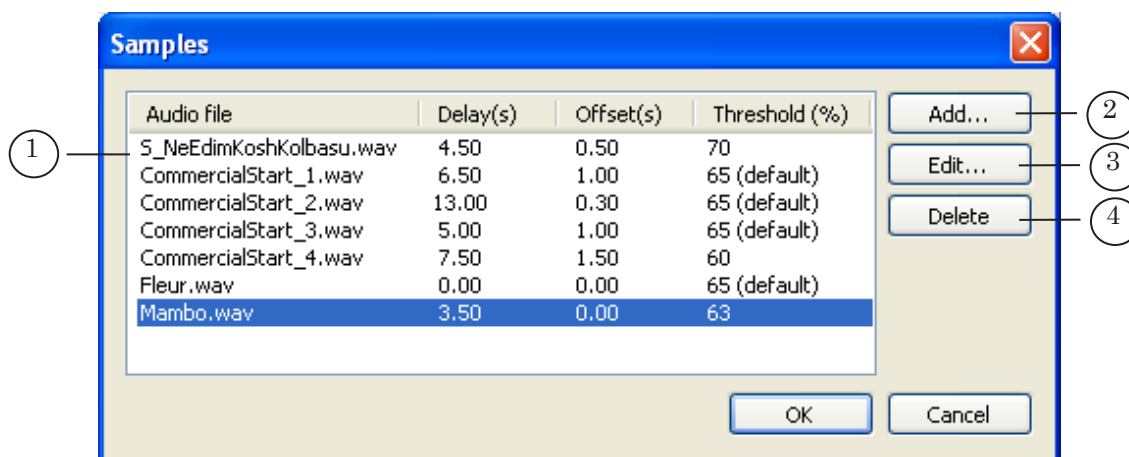 Samples
Audio file Delay(s) Offset(s) Threshold (%)
S_NeEdimKoshKolbasu.wav 4.50 0.50 70
CommercialStart_1.wav 6.50 1.00 65 (default)
CommercialStart_2.wav 13.00 0.30 65 (default)
CommercialStart_3.wav 5.00 1.00 65 (default)
CommercialStart_4.wav 7.50 1.50 60
Fleur.wav 0.00 0.00 65 (default)
Mambo.wav 3.50 0.00 63
Add...
Edit...
Delete
OK Cancel
1
2
3
4